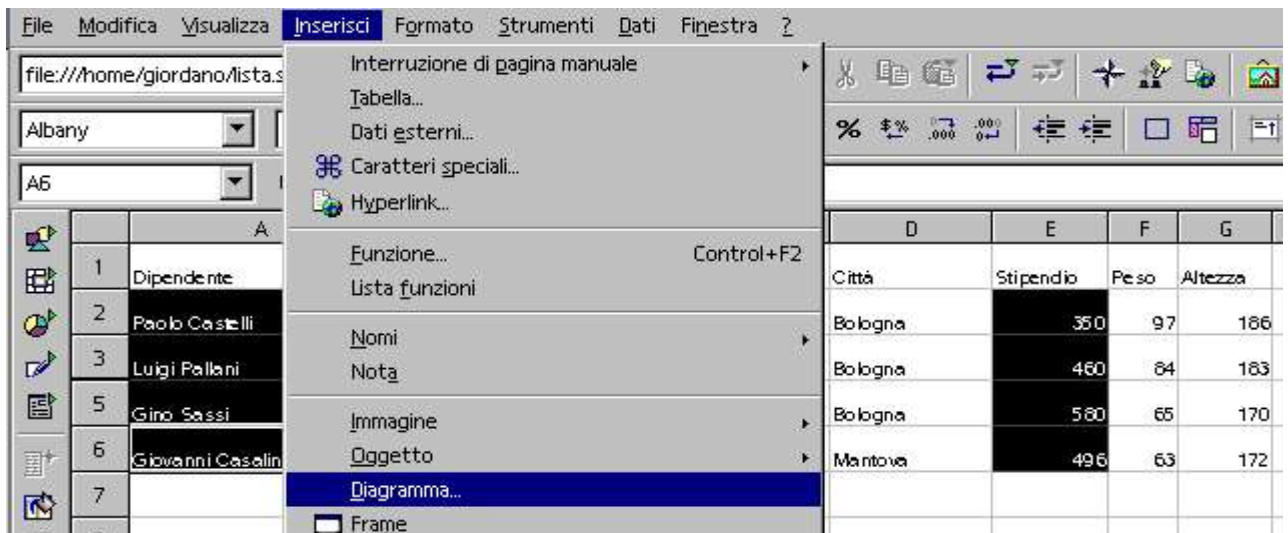 File Modifica Visualizza Inserisci Formato Strumenti Dati Finestra ?
file:///home/giordano/lista.s
Albany
A6
Interruzione di pagina manuale
Tabella...
Dati esterni...
Caratteri speciali...
Hyperlink...
Funzione... Control+F2
Lista funzioni
Nomi
Nota
Immagine
Oggetto
Diagramma...
Frame
% $% .000 .000
A D E F G
1 Dipendente Città Stipendio Peso Altezza
2 Paolo Castelli Bologna 350 97 186
3 Luigi Pallani Bologna 460 84 183
5 Gino Sassi Bologna 580 65 170
6 Giovanni Casalin Mantova 496 63 172
7